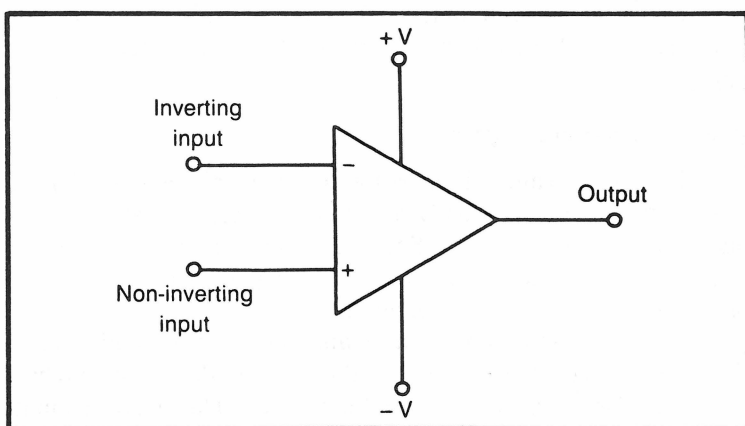 + V
Inverting
input
−
Output
+
Non-inverting
input
− V